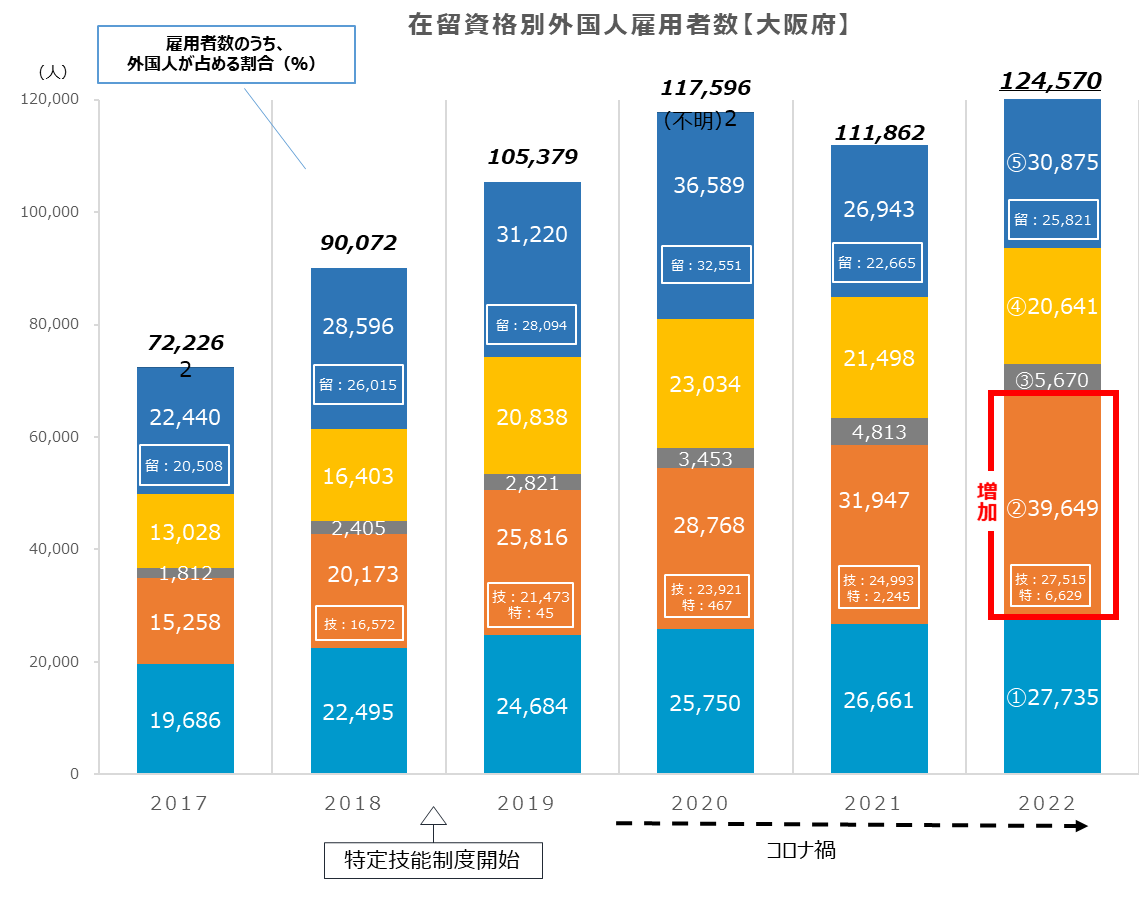 在留資格別外国人雇用者数【大阪府】
雇用者数のうち、
外国人が占める割合（%）
（人）
120,000
100,000
80,000
60,000
40,000
20,000
0
72,226
2
22,440
留：20,508
13,028
1,812
15,258
19,686
90,072
28,596
留：26,015
16,403
2,405
20,173
技：16,572
22,495
105,379
31,220
留：28,094
20,838
2,821
25,816
技：21,473
特：45
24,684
117,596
（不明）2
36,589
留：32,551
23,034
3,453
28,768
技：23,921
特：467
25,750
111,862
26,943
留：22,665
21,498
4,813
31,947
技：24,993
特：2,245
26,661
124,570
⑤30,875
留：25,821
④20,641
③5,670
増加
②39,649
技：27,515
特：6,629
①27,735
2017
2018
2019
2020
2021
2022
特定技能制度開始
コロナ禍